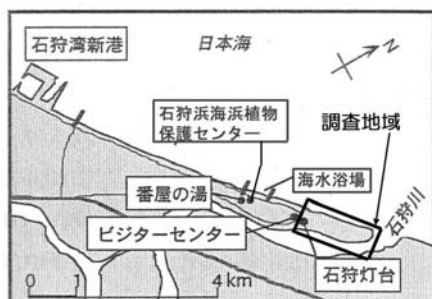 石狩湾新港
日本海
N
石狩浜海浜植物
保護センター
調査地域
海水浴場
番屋の湯
石狩川
ビジターセンター
石狩灯台
0 1 4 km